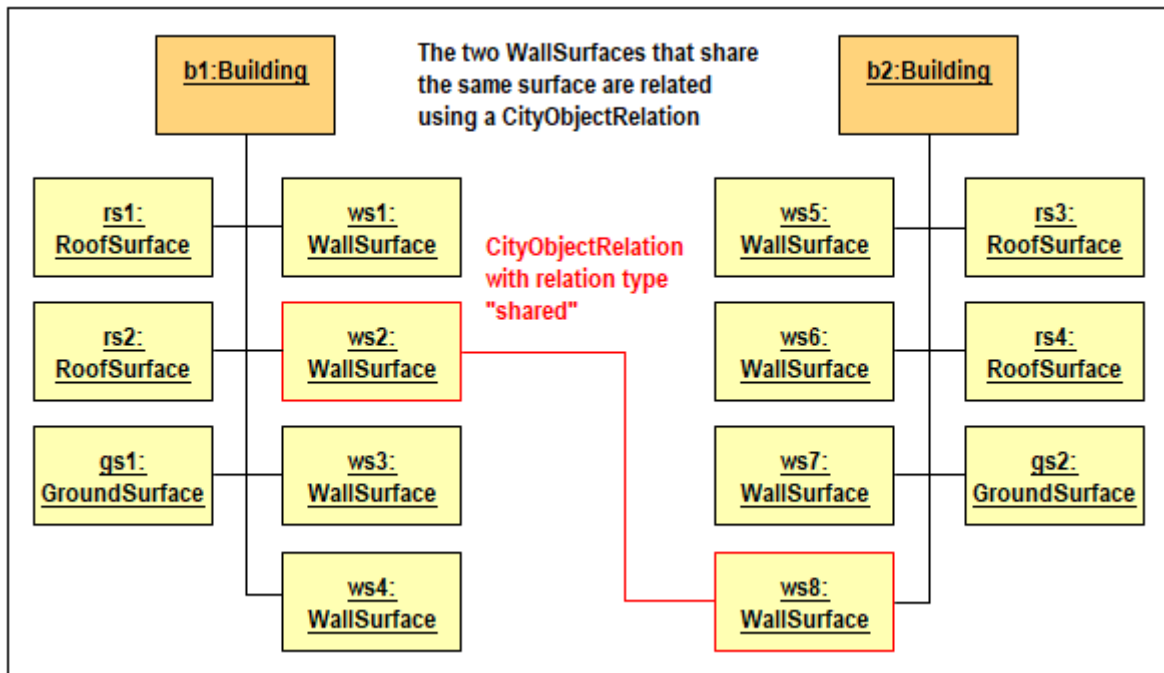 b1:Building
The two WallSurfaces that share
the same surface are related
using a CityObjectRelation
b2:Building
rs1:
RoofSurface
ws1:
WallSurface
rs2:
RoofSurface
ws2:
WallSurface
gs1:
GroundSurface
ws3:
WallSurface
ws4:
WallSurface
CityObjectRelation
with relation type
"shared"
ws5:
WallSurface
rs3:
RoofSurface
ws6:
WallSurface
rs4:
RoofSurface
ws7:
WallSurface
gs2:
GroundSurface
ws8:
WallSurface